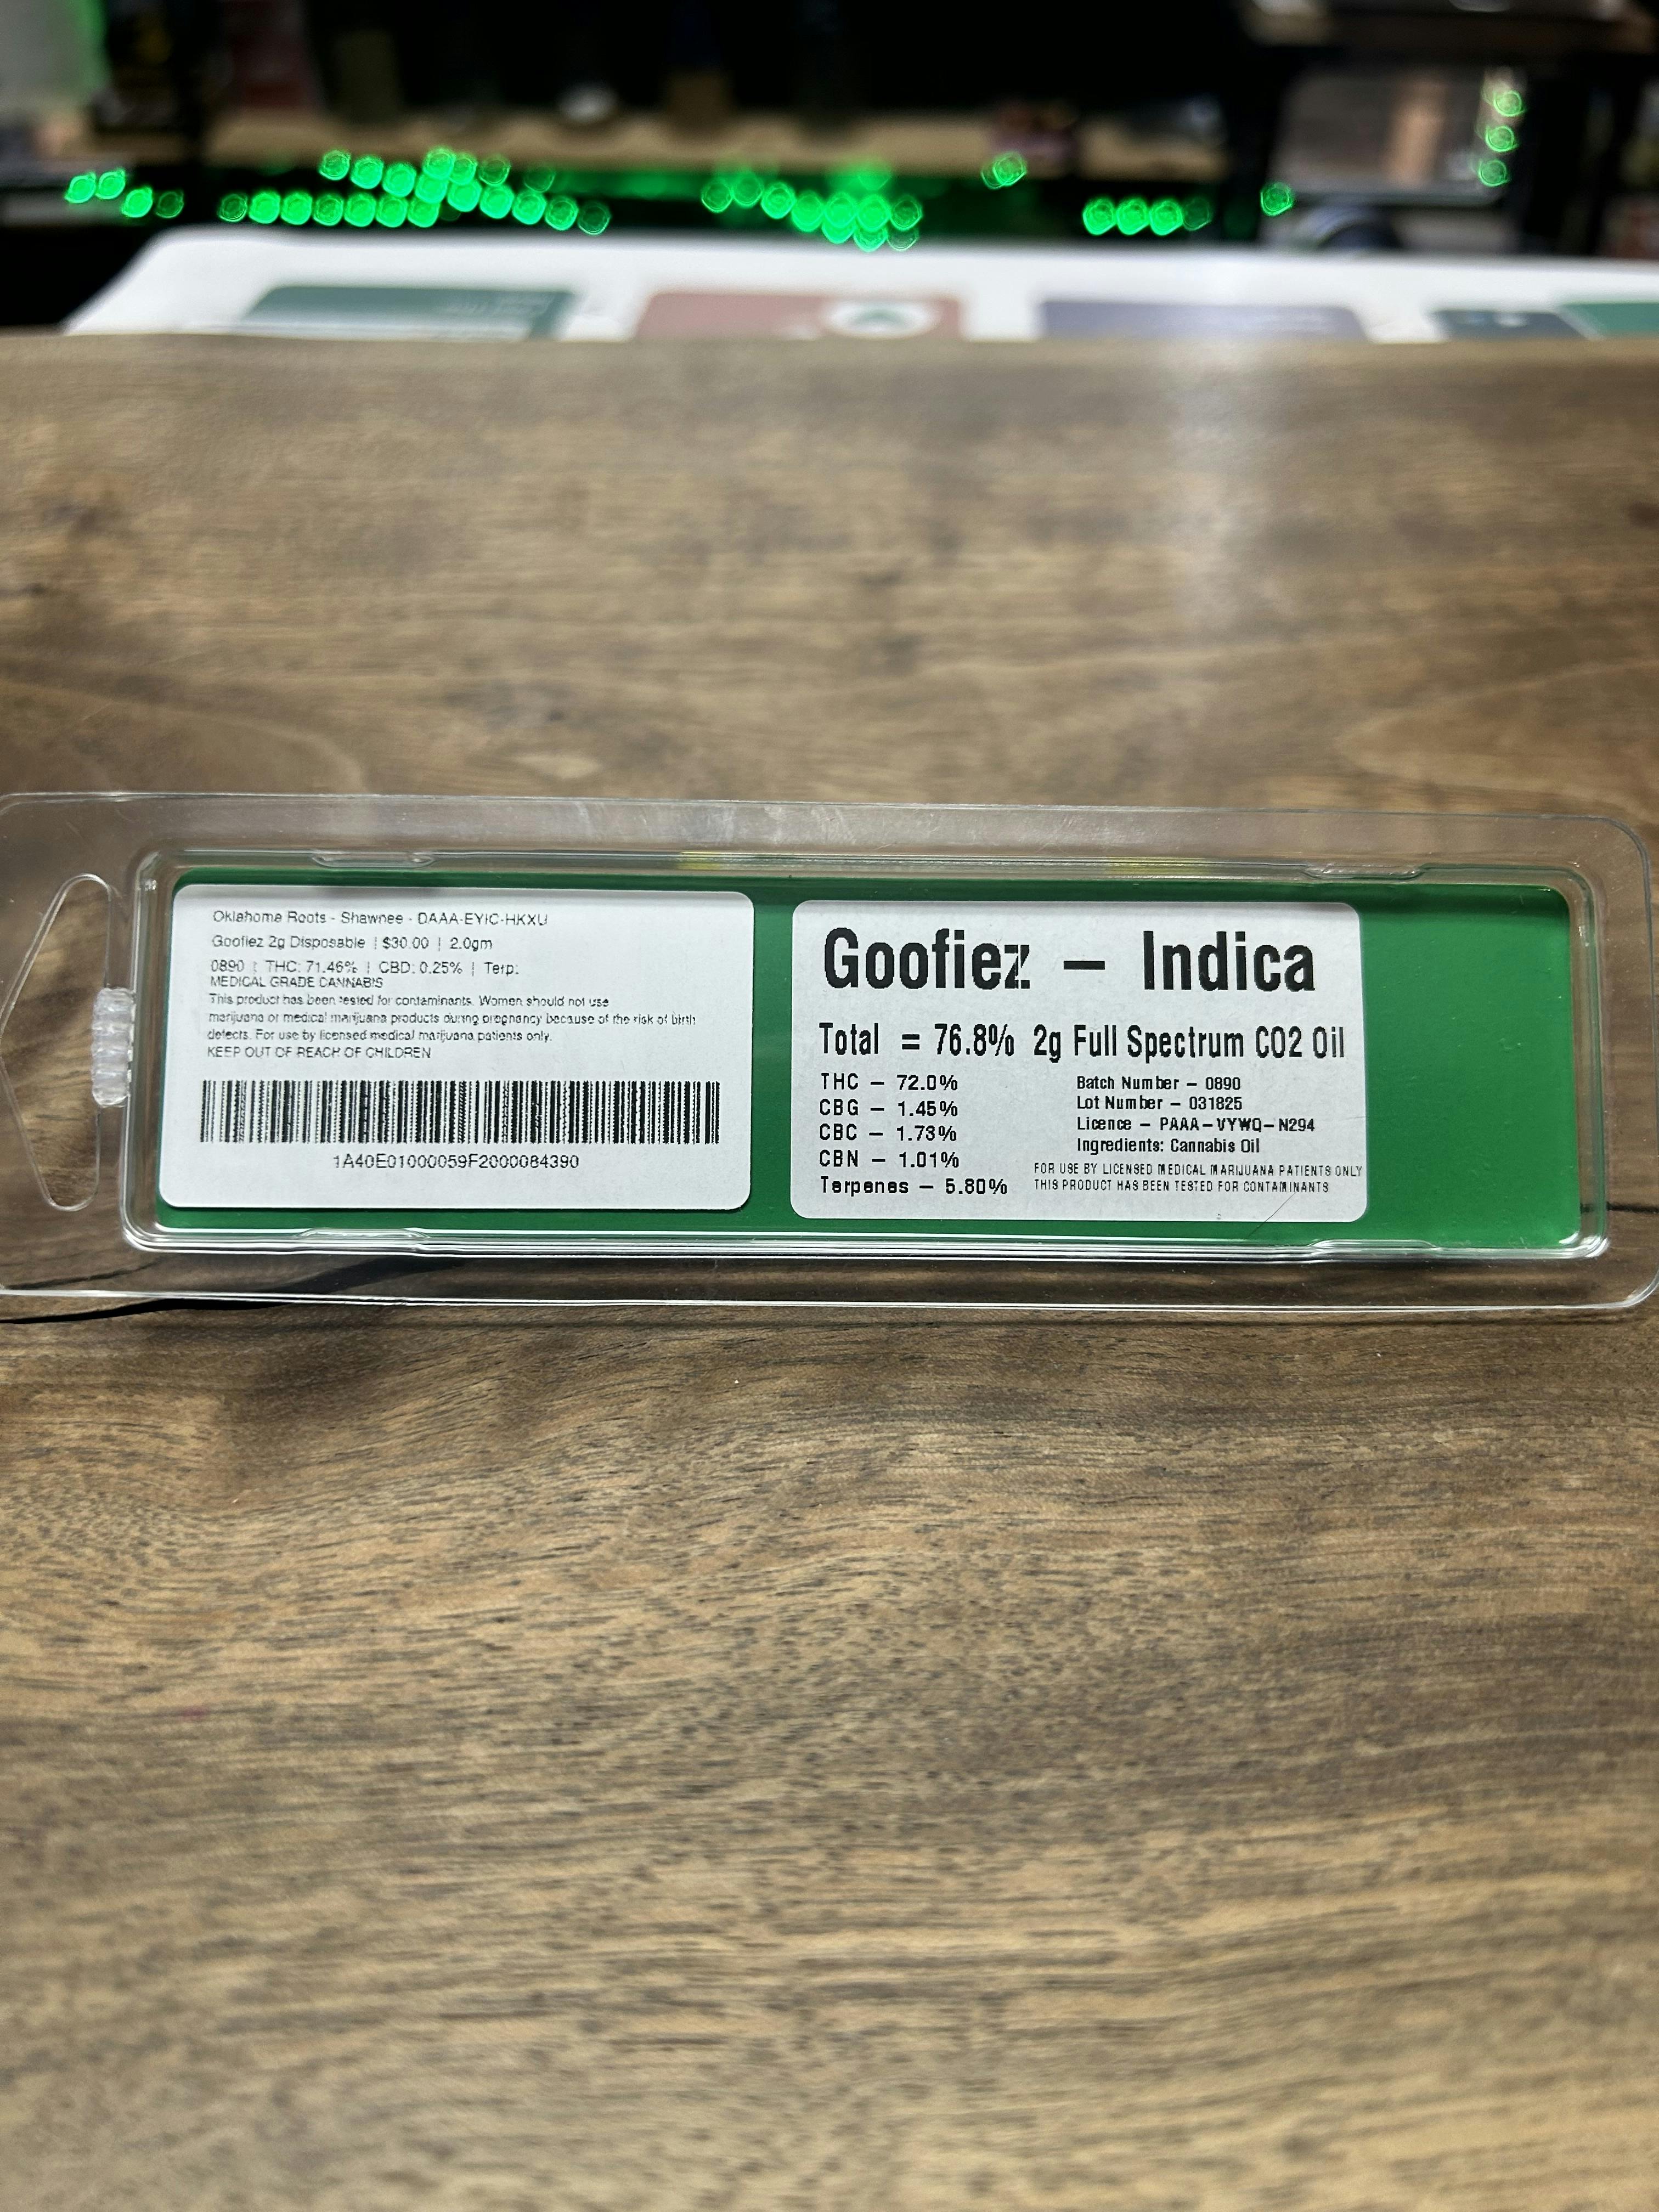 Oklahoma Roots - Shawnee - DAAA-EYIC-HKXU
Goofiez 2g Disposable | $30.00 | 2.0gm
0890 | THC: 71.46% | CBD: 0.25% | Terp:
MEDICAL GRADE CANNABIS
This product has been tested for contaminants. Women should not use
marijuana or medical marijuana products during pregnancy because of the risk of birth
defects. For use by licensed medical marijuana patients only.
KEEP OUT OF REACH OF CHILDREN
1A40E01000059F2000084390
Goofiez – Indica
Total = 76.8% 2g Full Spectrum CO2 Oil
THC – 72.0%
CBG – 1.45%
CBC – 1.73%
CBN – 1.01%
Terpenes – 5.80%
Batch Number – 0890
Lot Number – 031825
Licence – PAAA-VYWQ-N294
Ingredients: Cannabis Oil
FOR USE BY LICENSED MEDICAL MARIJUANA PATIENTS ONLY
THIS PRODUCT HAS BEEN TESTED FOR CONTAMINANTS